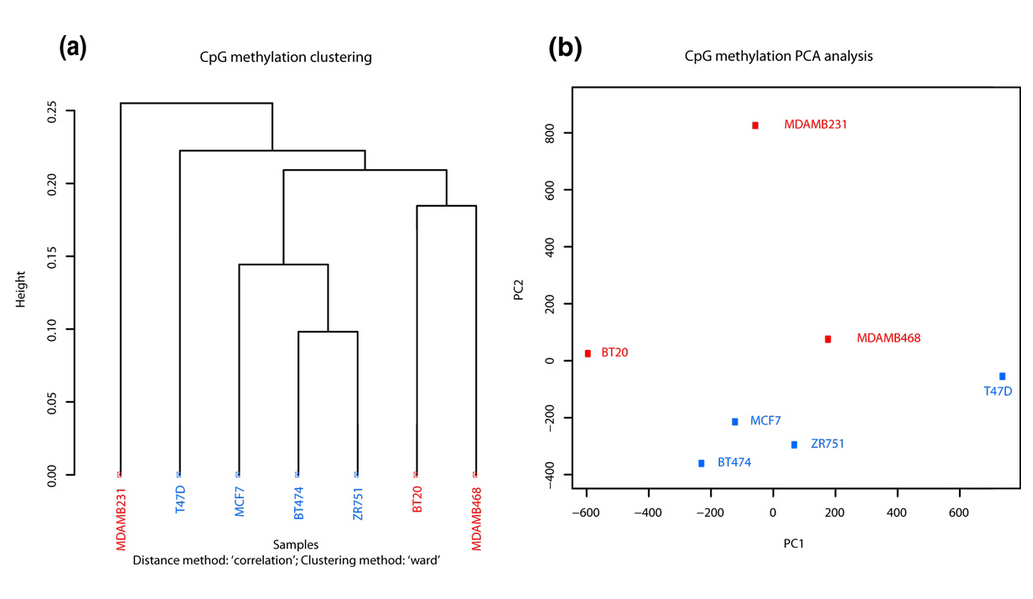 (a)
CpG methylation clustering
Height
0.25
0.20
0.15
0.10
0.05
0.00
MDAMB231
T47D
MCF7
BT474
ZR751
BT20
MDAMB468
Samples
Distance method: ‘correlation’; Clustering method: ‘ward’
(b)
CpG methylation PCA analysis
PC2
800
600
400
200
0
−200
−400
MDAMB231
BT20
MDAMB468
T47D
MCF7
ZR751
BT474
−600
−400
−200
0
200
400
600
PC1